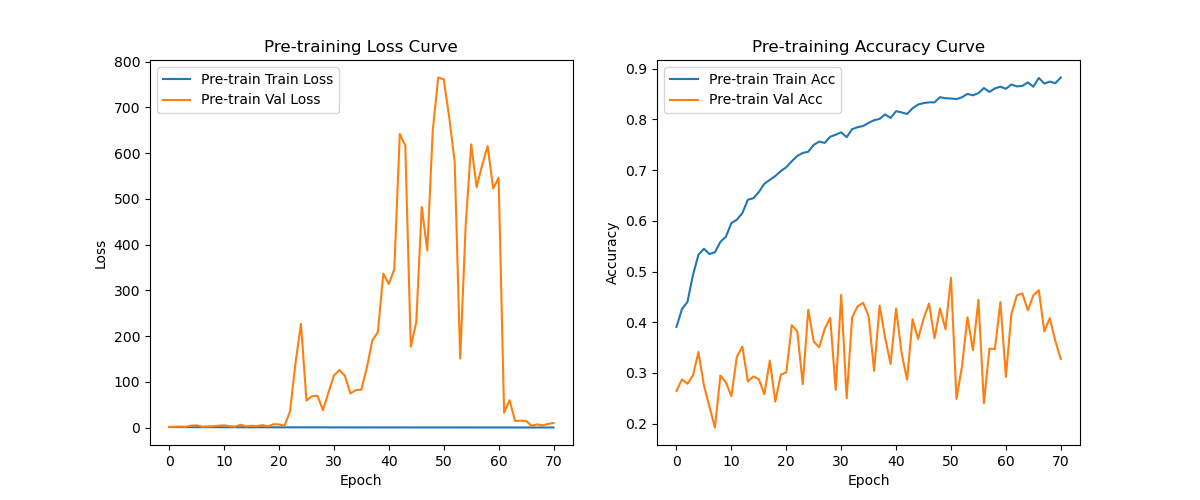 Pre-training Loss Curve
Pre-train Train Loss
Pre-train Val Loss
Loss
800
700
600
500
400
300
200
100
0
0 10 20 30 40 50 60 70
Epoch
Pre-training Accuracy Curve
Pre-train Train Acc
Pre-train Val Acc
Accuracy
0.9
0.8
0.7
0.6
0.5
0.4
0.3
0.2
0 10 20 30 40 50 60 70
Epoch